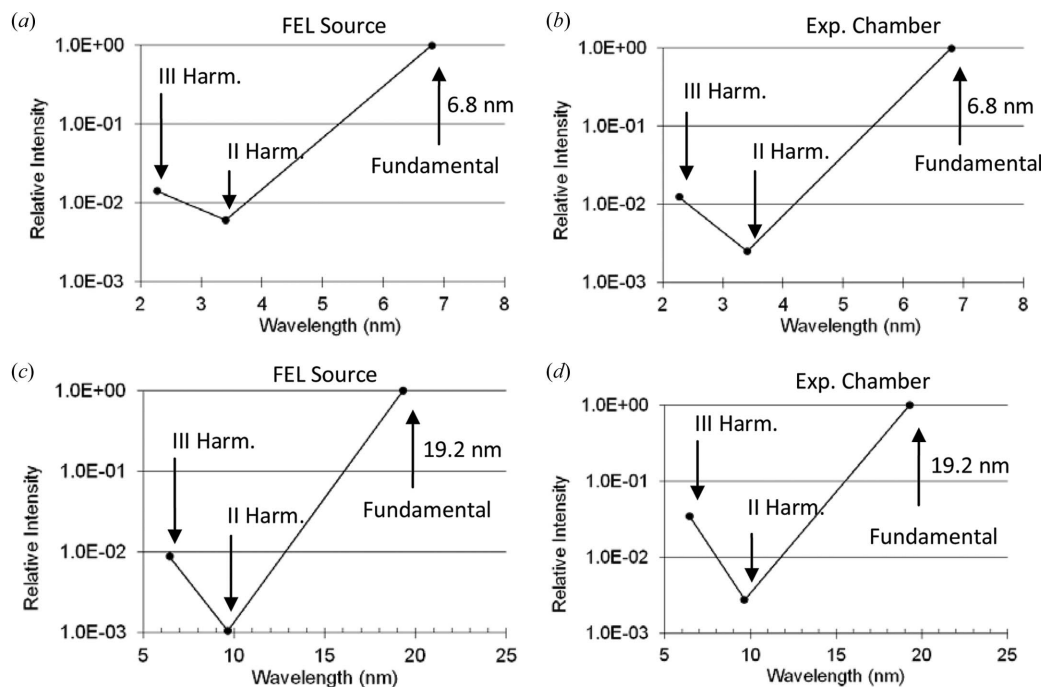 (a)
FEL Source
1.0E+00
1.0E-01
1.0E-02
1.0E-03
Relative Intensity
III Harm.
II Harm.
6.8 nm
Fundamental
2 3 4 5 6 7 8
Wavelength (nm)
(b)
Exp. Chamber
1.0E+00
1.0E-01
1.0E-02
1.0E-03
Relative Intensity
III Harm.
II Harm.
6.8 nm
Fundamental
2 3 4 5 6 7 8
Wavelength (nm)
(c)
FEL Source
1.0E+00
1.0E-01
1.0E-02
1.0E-03
Relative Intensity
III Harm.
II Harm.
19.2 nm
Fundamental
5 10 15 20 25
Wavelength (nm)
(d)
Exp. Chamber
1.0E+00
1.0E-01
1.0E-02
1.0E-03
Relative Intensity
III Harm.
II Harm.
19.2 nm
Fundamental
5 10 15 20 25
Wavelength (nm)